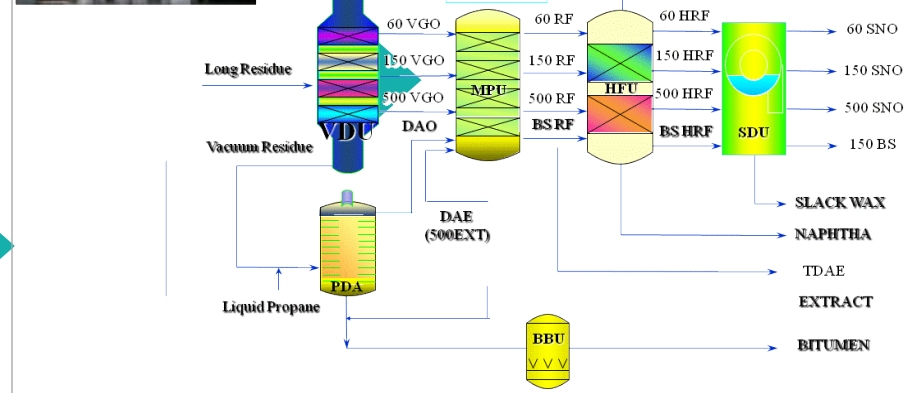 60 VGO 60 RF 60 HRF 60 SNO
Long Residue 150 VGO 150 RF 150 HRF 150 SNO
MPU HFU
500 VGO 500 RF 500 HRF 500 SNO
VDU DAO BS RF BS HRF SDU 150 BS
Vacuum Residue
SLACK WAX
DAE
(500EXT) NAPHTHA
TDAE
PDA
Liquid Propane EXTRACT
BBU BITUMEN